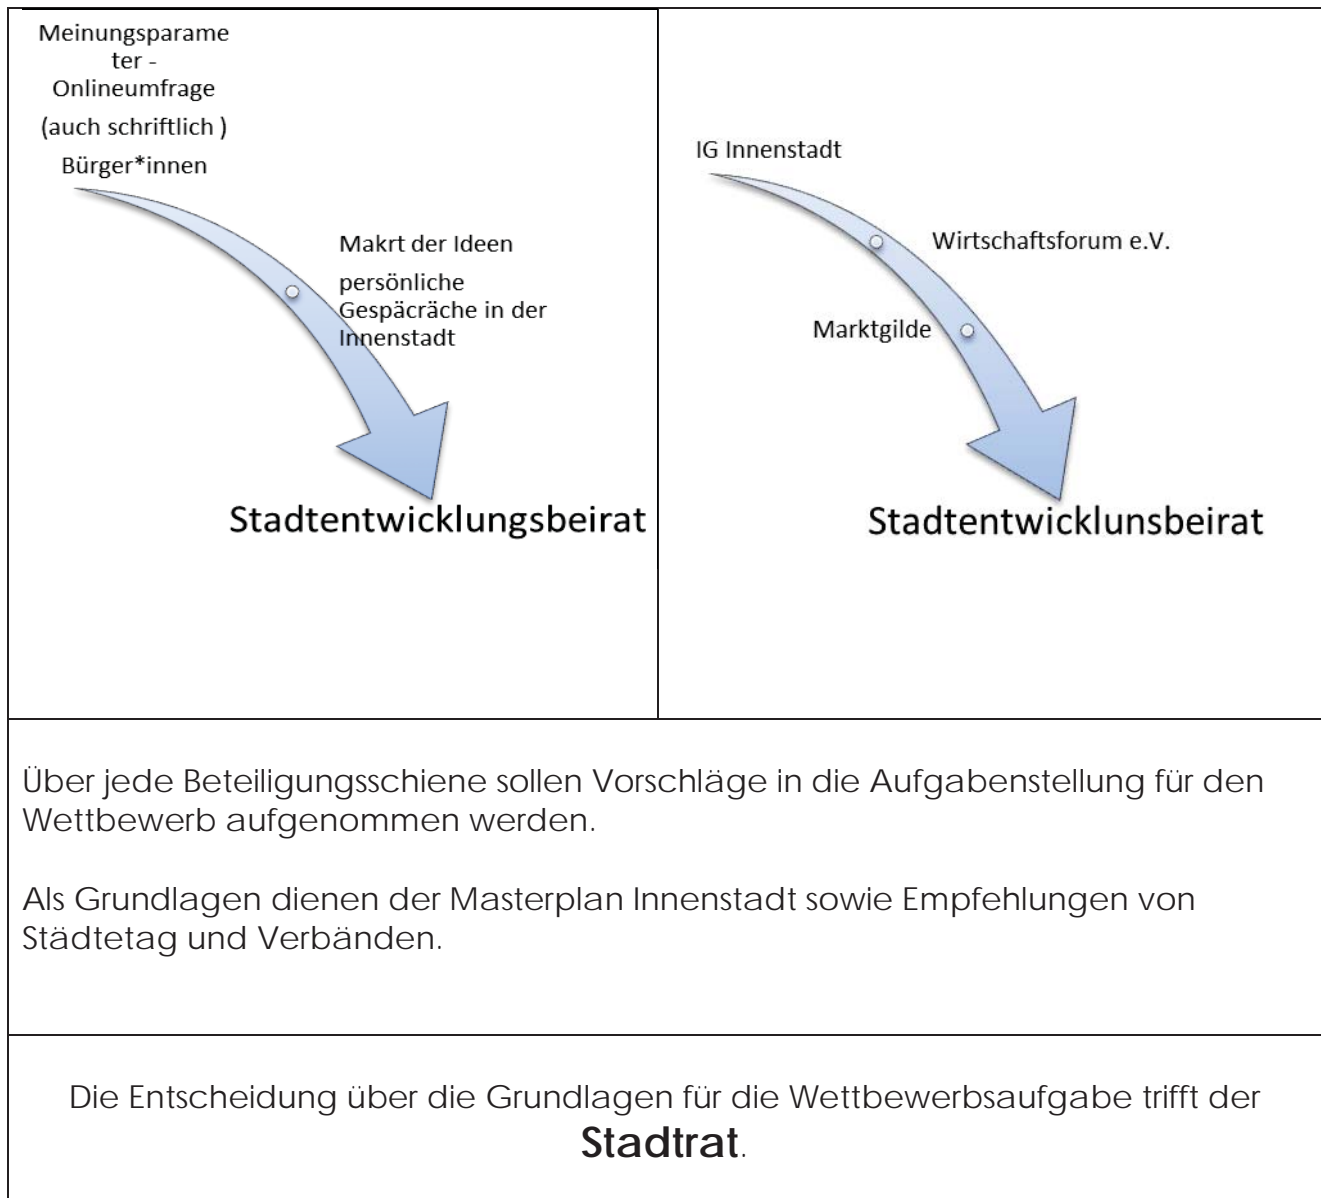 Meinungsparame
ter -
Onlineumfrage
(auch schriftlich )
Bürger*innen
Makrt der Ideen
persönliche
Gespäcräche in der
Innenstadt
Stadtentwicklungsbeirat
IG Innenstadt
Wirtschaftsforum e.V.
Marktgilde
Stadtentwicklunsbeirat
Über jede Beteiligungsschiene sollen Vorschläge in die Aufgabenstellung für den
Wettbewerb aufgenommen werden.
Als Grundlagen dienen der Masterplan Innenstadt sowie Empfehlungen von
Städtetag und Verbänden.
Die Entscheidung über die Grundlagen für die Wettbewerbsaufgabe trifft der
Stadtrat.